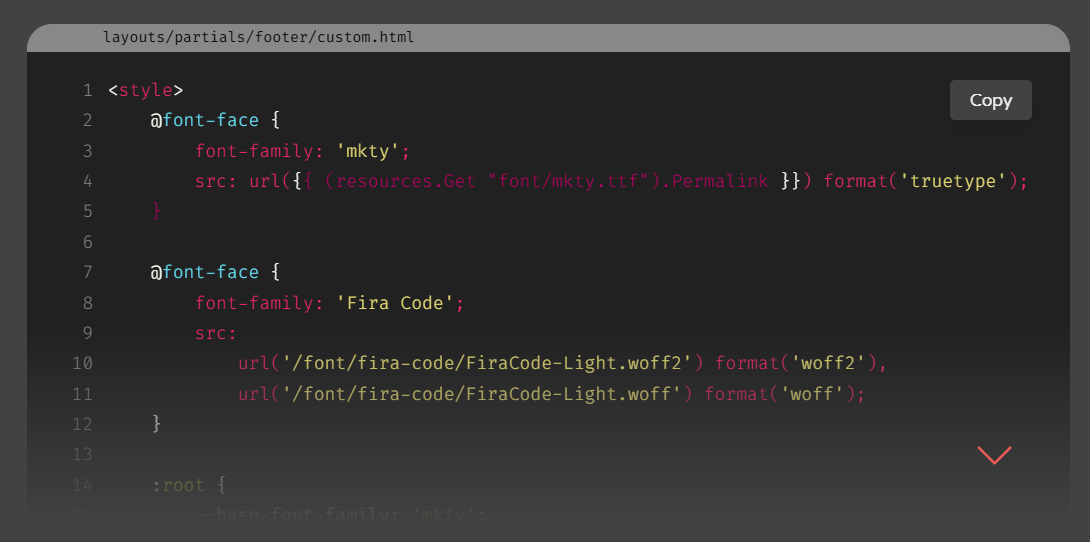 layouts/partials/footer/custom.html
Copy
1 <style>
2     @font-face {
3         font-family: 'mkty';
4         src: url({{ (resources.Get "font/mkty.ttf").Permalink }}) format('truetype');
5     }
6
7     @font-face {
8         font-family: 'Fira Code';
9         src:
10             url('/font/fira-code/FiraCode-Light.woff2') format('woff2'),
11             url('/font/fira-code/FiraCode-Light.woff') format('woff');
12     }
13
14     :root {
15         --base-font-family: 'mkty';